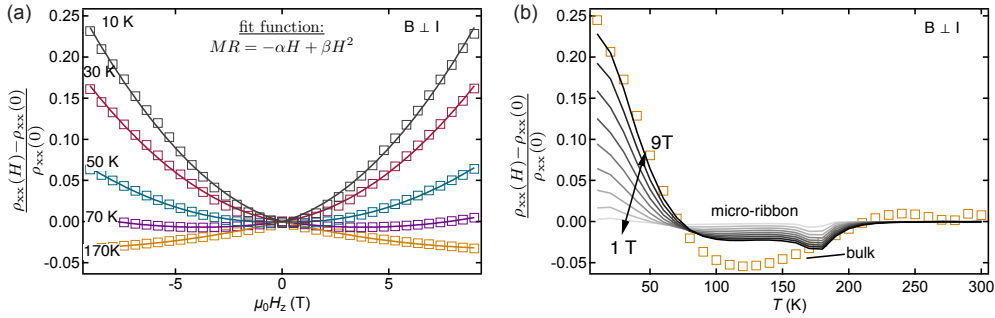 (a)
10 K
fit function:
MR = −αH + βH²
B ⊥ I
30 K
50 K
70 K
170K
0.25
0.20
0.15
0.10
0.05
0.00
-0.05
ρxx(H) − ρxx(0)
ρxx(0)
-5
0
5
μ0Hz (T)
(b)
B ⊥ I
9T
micro-ribbon
1 T
bulk
0.25
0.20
0.15
0.10
0.05
0.00
-0.05
ρxx(H) − ρxx(0)
ρxx(0)
50
100
150
200
250
300
T (K)